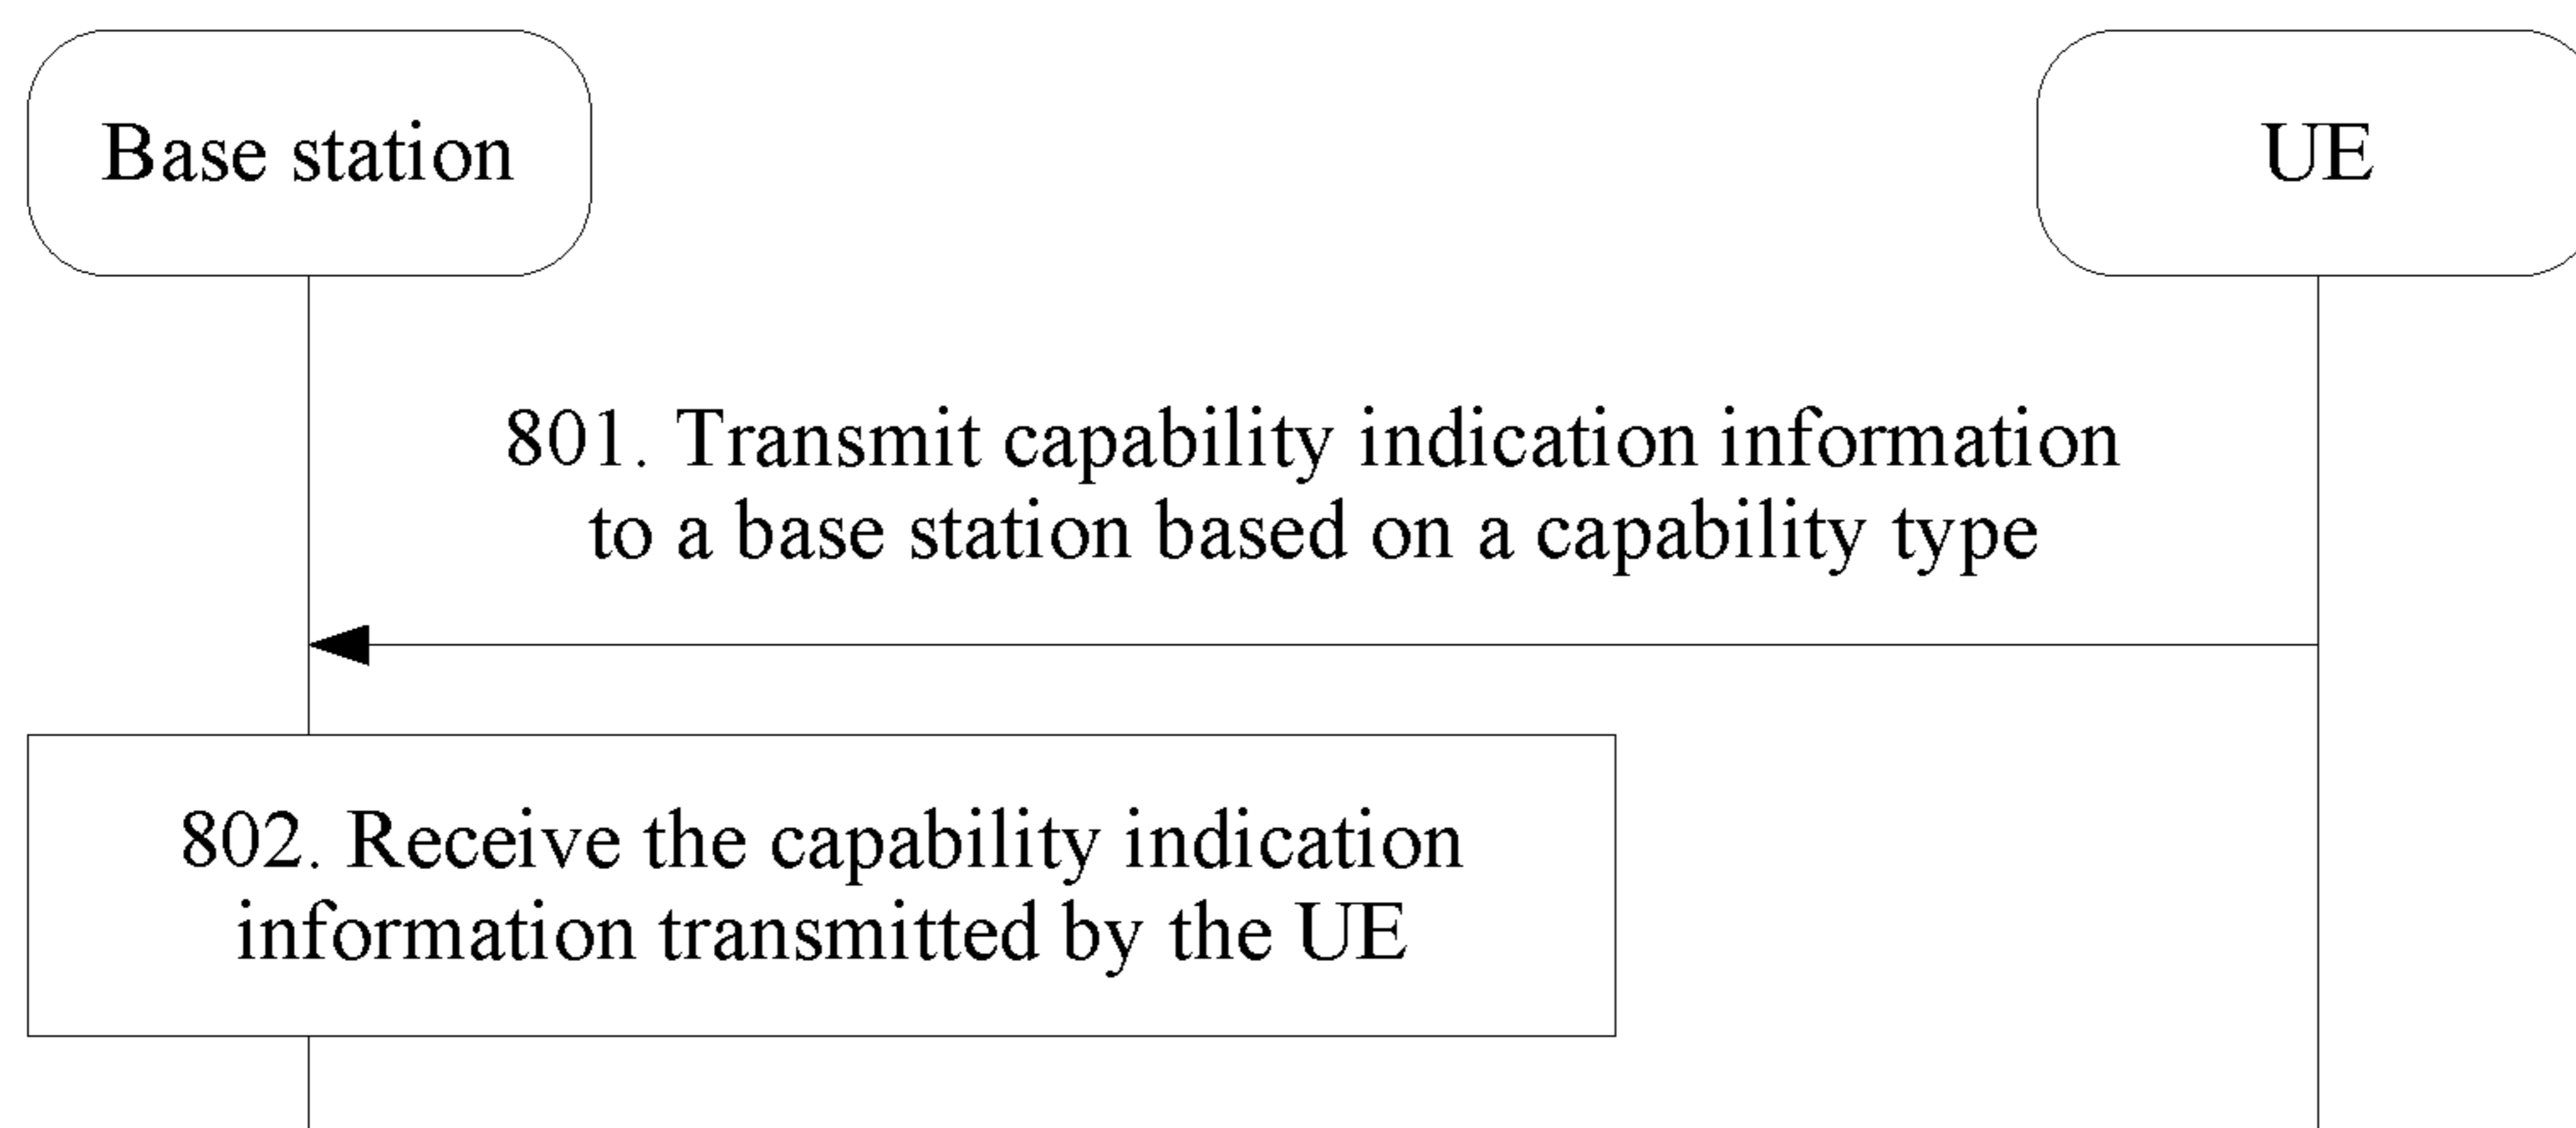 Base station
UE
801. Transmit capability indication information
to a base station based on a capability type
802. Receive the capability indication
information transmitted by the UE